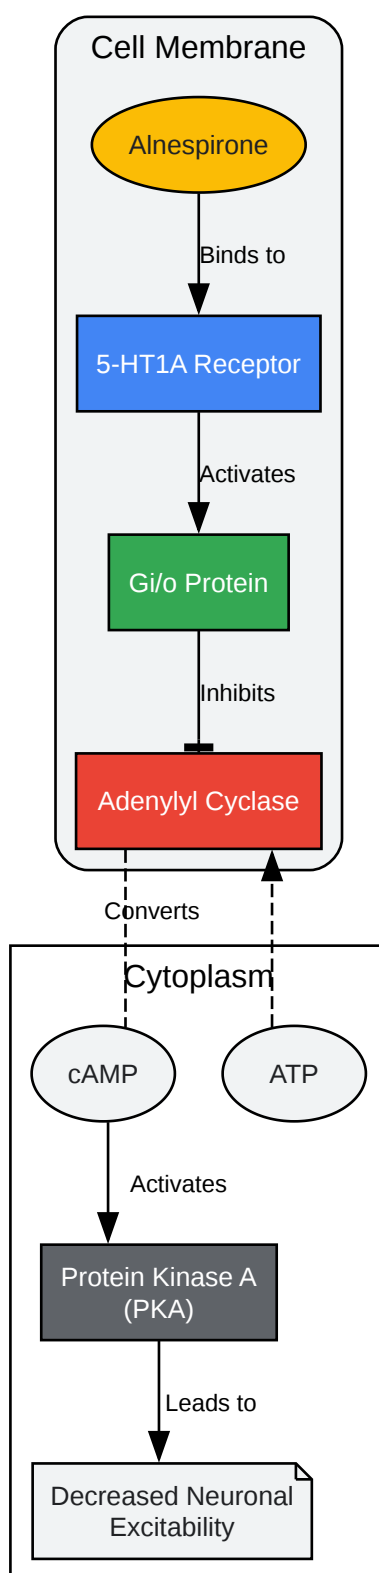 Cell Membrane
Alnespirone
Binds to
5-HT1A Receptor
Activates
Gi/o Protein
Inhibits
Adenylyl Cyclase
Converts
Cytoplasm
cAMP
ATP
Activates
Protein Kinase A
(PKA)
Leads to
Decreased Neuronal
Excitability